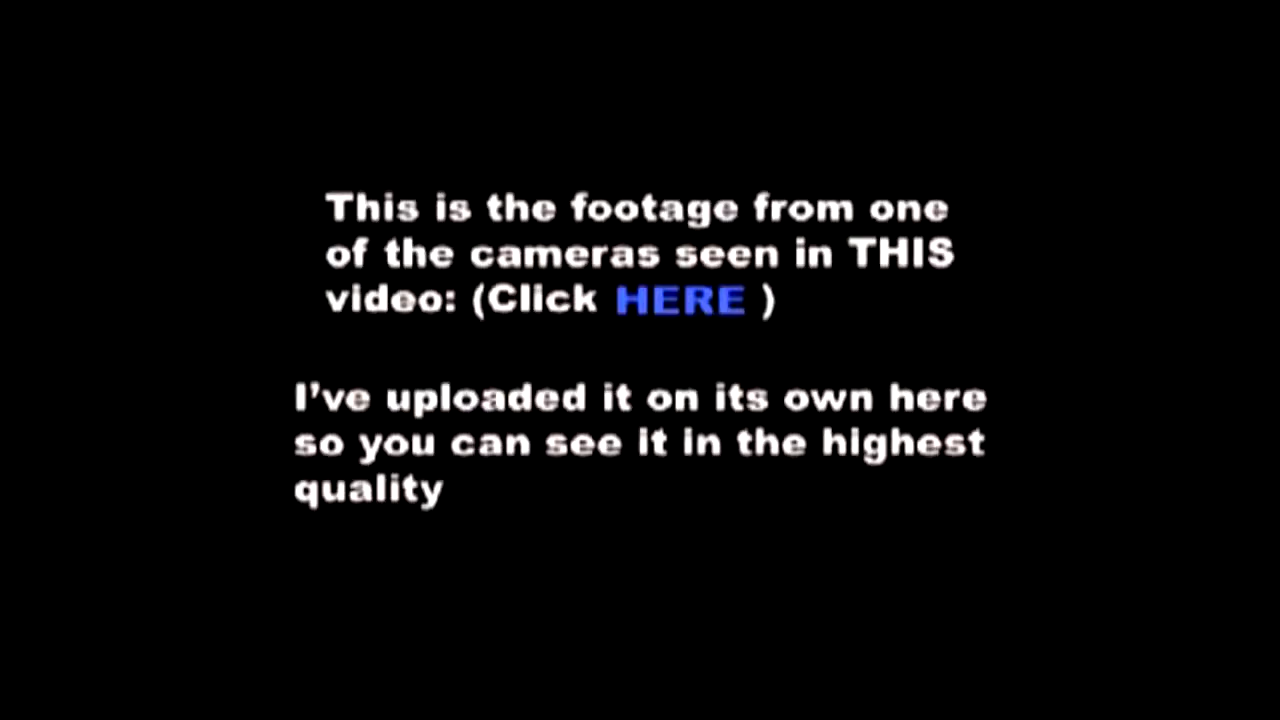 This is the footage from one
of the cameras seen in THIS
video: (Click HERE )
I've uploaded it on its own here
so you can see it in the highest
quality